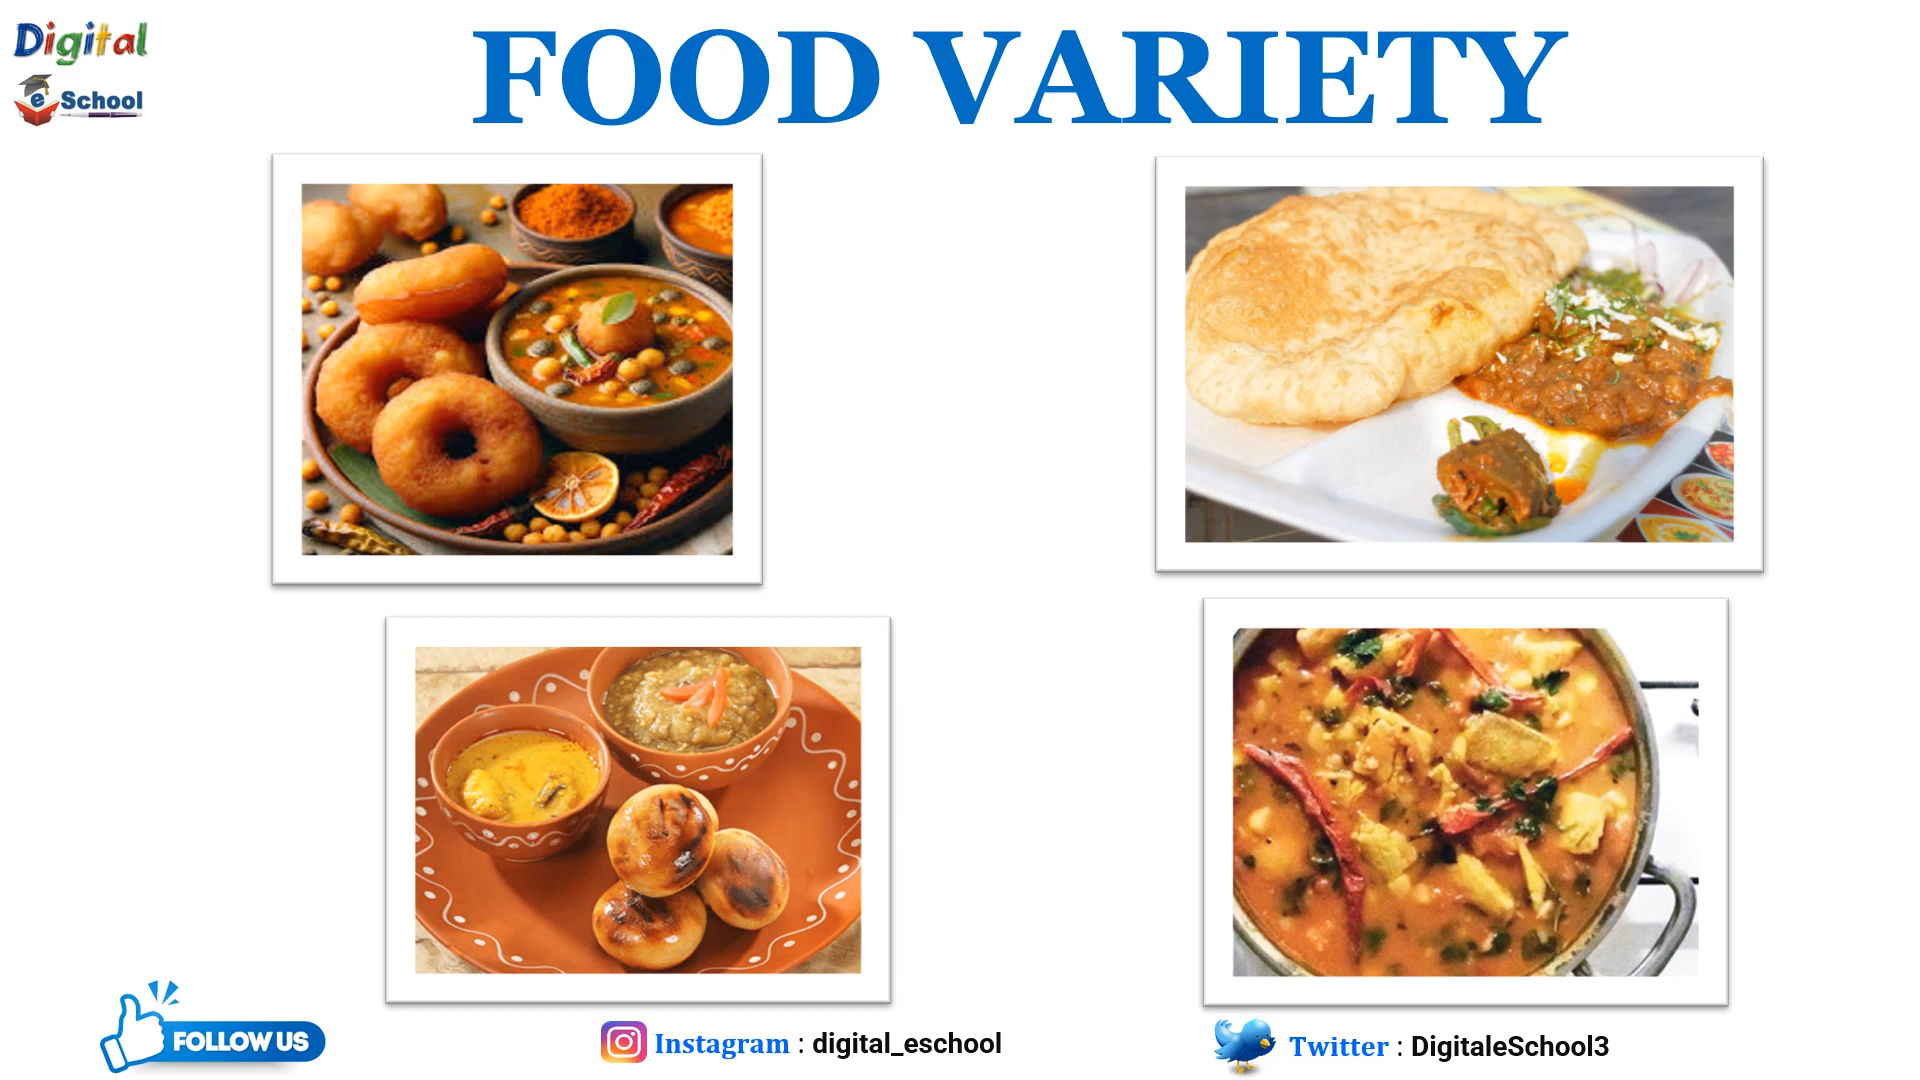 Digital
e School
FOOD VARIETY
FOLLOW US
Instagram : digital_eschool
Twitter : DigitaleSchool3